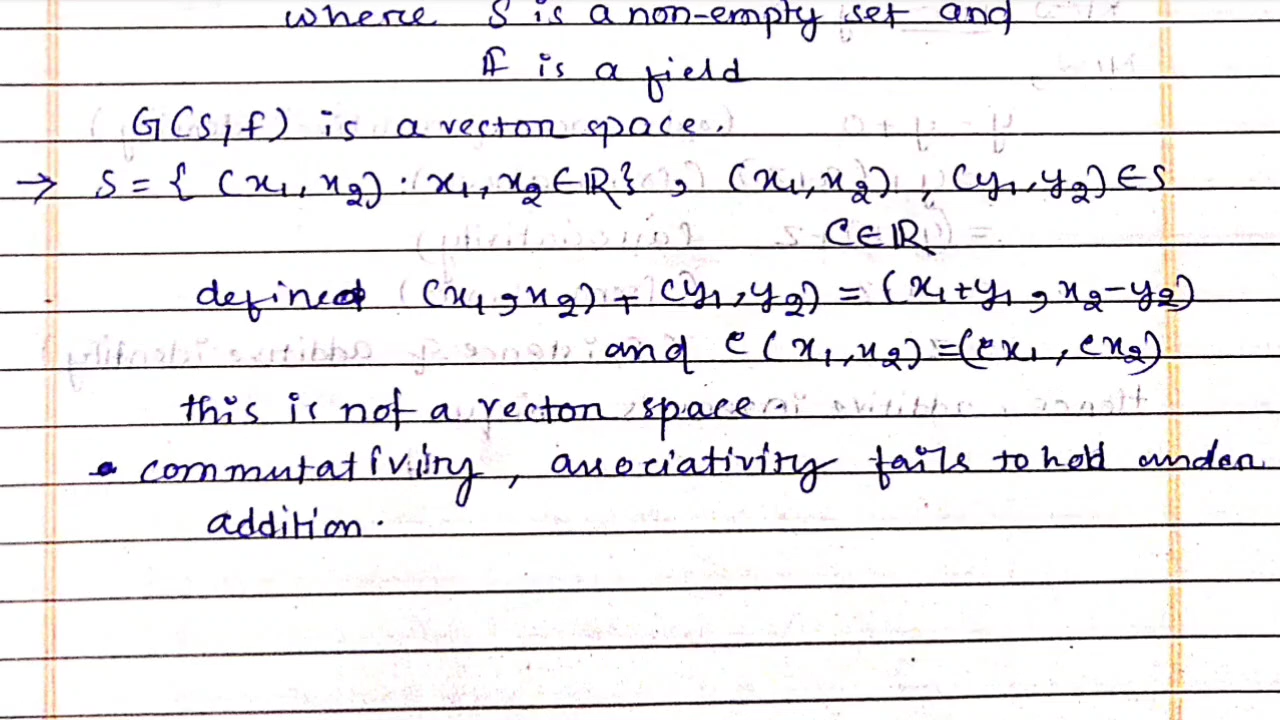 where S is a non-empty set and
F is a field
G(S, f) is a vector space.
→ S = { (x₁, x₂) : x₁, x₂ ∈ ℝ } , (x₁, x₂) , (y₁, y₂) ∈ S
C ∈ ℝ
define (x₁, x₂) + (y₁, y₂) = (x₁+y₁, x₂-y₂)
and c(x₁, x₂) = (cx₁, cx₂)
this is not a vector space.
commutativity, associativity fails to hold under
addition.